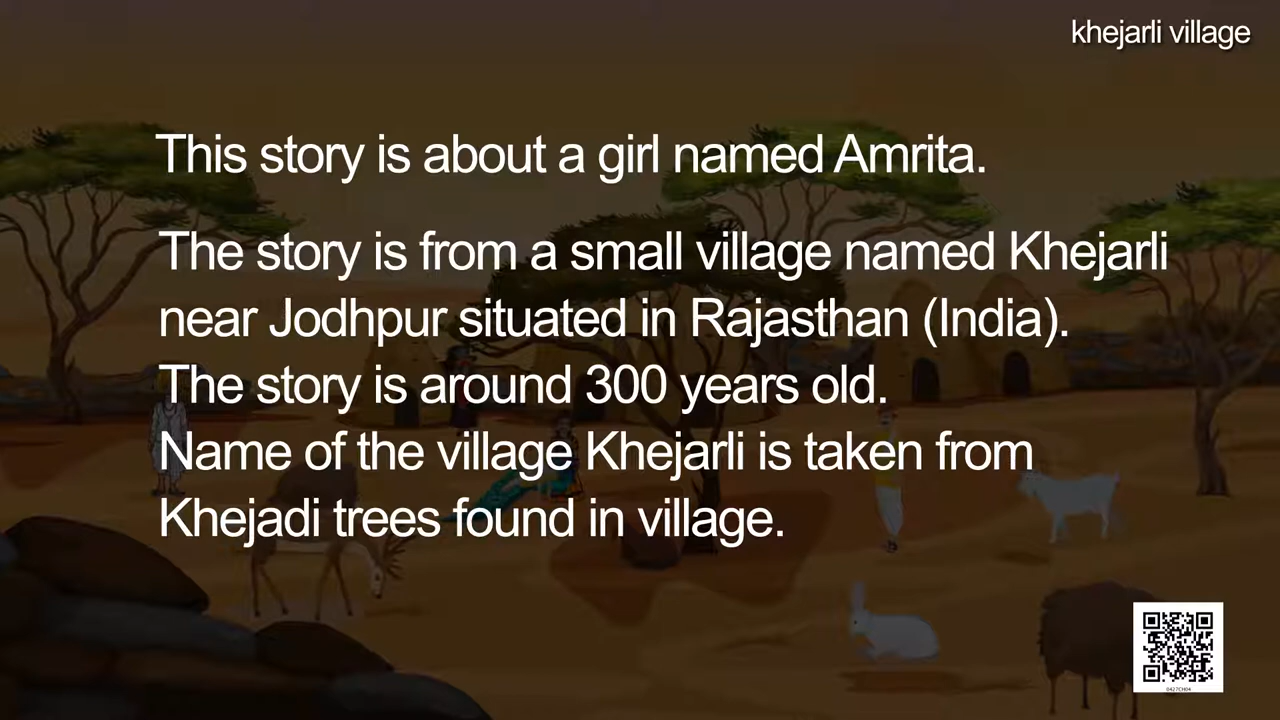 khejarli village
This story is about a girl named Amrita.
The story is from a small village named Khejarli
near Jodhpur situated in Rajasthan (India).
The story is around 300 years old.
Name of the village Khejarli is taken from
Khejadi trees found in village.
0427CH04